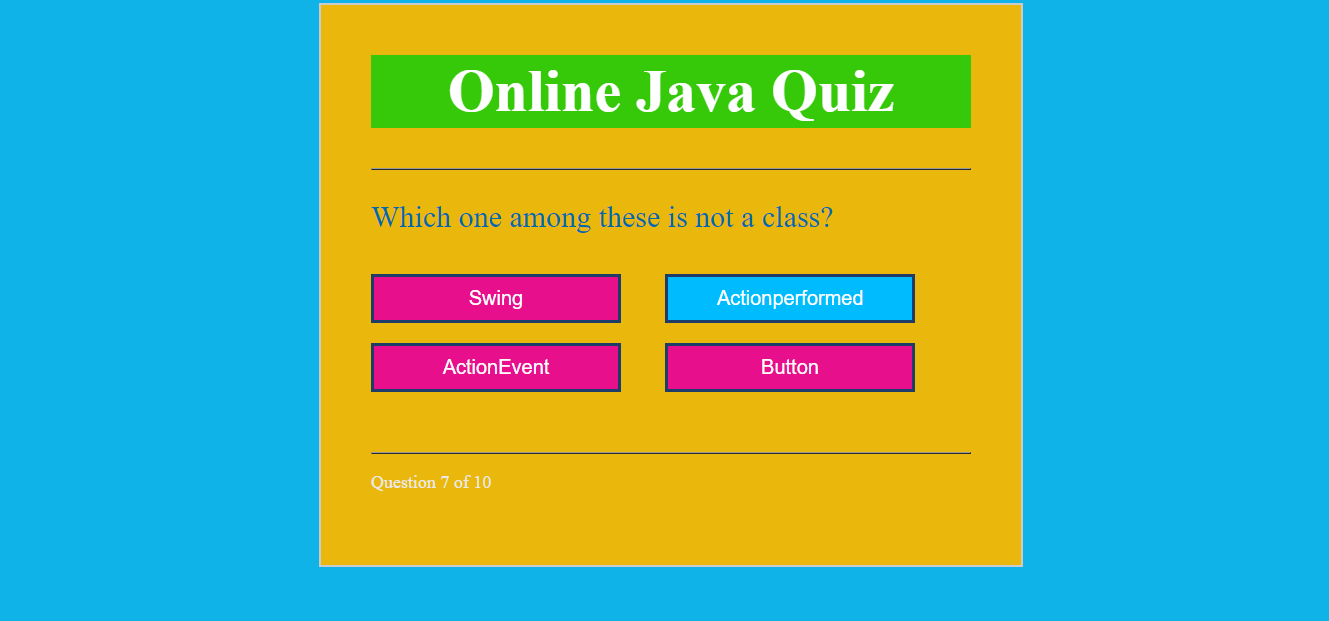 Online Java Quiz
Which one among these is not a class?
Swing
Actionperformed
ActionEvent
Button
Question 7 of 10